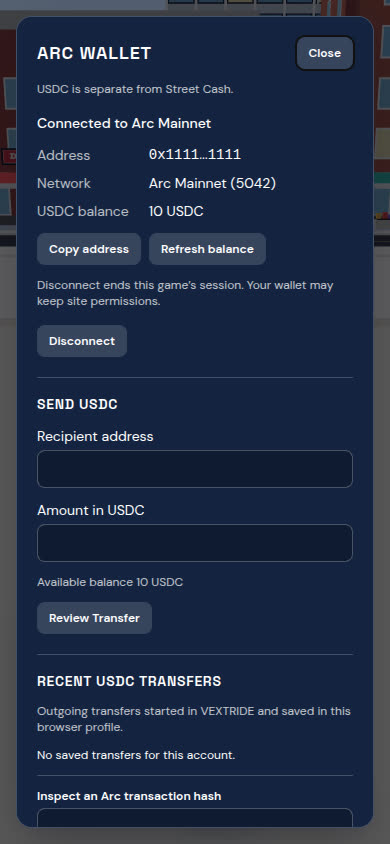 ARC WALLET
Close
USDC is separate from Street Cash.
Connected to Arc Mainnet
Address 0x1111…1111
Network Arc Mainnet (5042)
USDC balance 10 USDC
Copy address Refresh balance
Disconnect ends this game's session. Your wallet may
keep site permissions.
Disconnect
SEND USDC
Recipient address
Amount in USDC
Available balance 10 USDC
Review Transfer
RECENT USDC TRANSFERS
Outgoing transfers started in VEXTRIDE and saved in this
browser profile.
No saved transfers for this account.
Inspect an Arc transaction hash